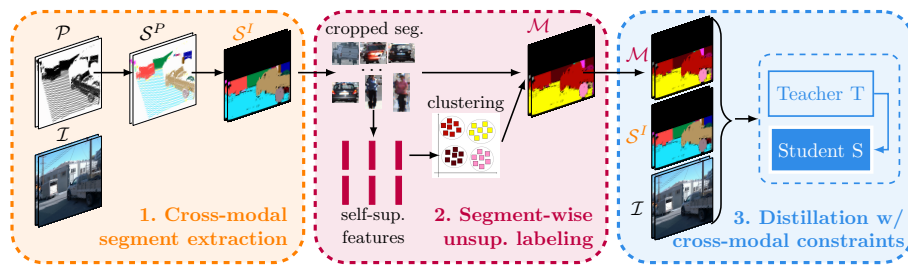 P
S^P
S^I
I
1. Cross-modal
segment extraction
cropped seg.
...
M
clustering
self-sup.
features
2. Segment-wise
unsup. labeling
M
S^I
I
Teacher T
Student S
3. Distillation w/
cross-modal constraints